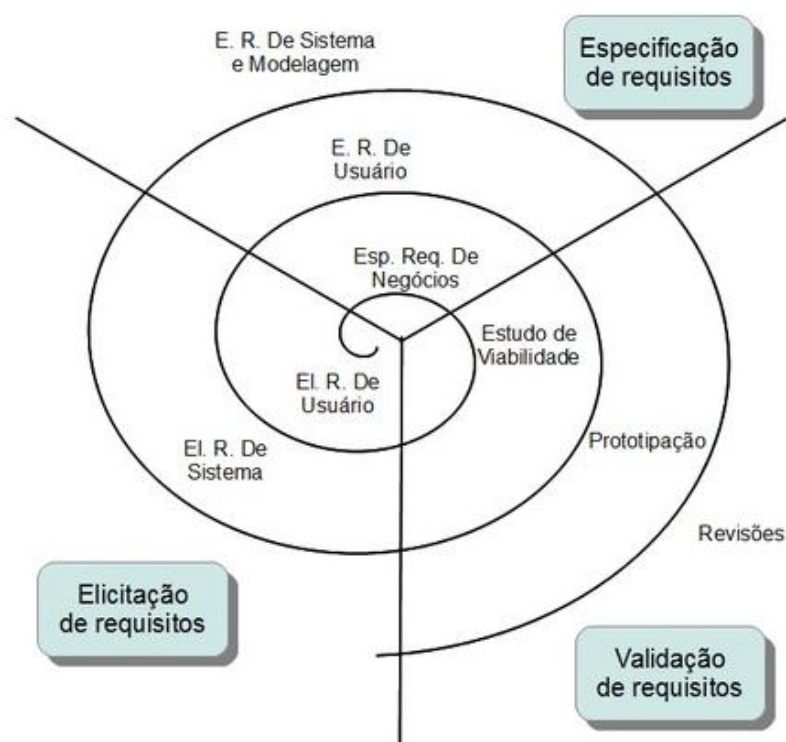 E. R. De Sistema
e Modelagem
Especificação
de requisitos
E. R. De
Usuário
Esp. Req. De
Negócios
Estudo de
Viabilidade
El. R. De
Usuário
El. R. De
Sistema
Prototipação
Revisões
Elicitação
de requisitos
Validação
de requisitos